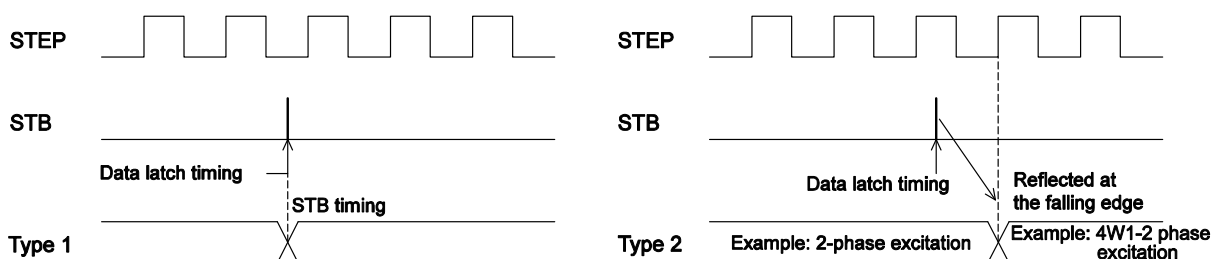 STEP
STB
Data latch timing
STB timing
Type 1
STEP
STB
Data latch timing
Reflected at
the falling edge
Type 2
Example: 2-phase excitation
Example: 4W1-2 phase
excitation